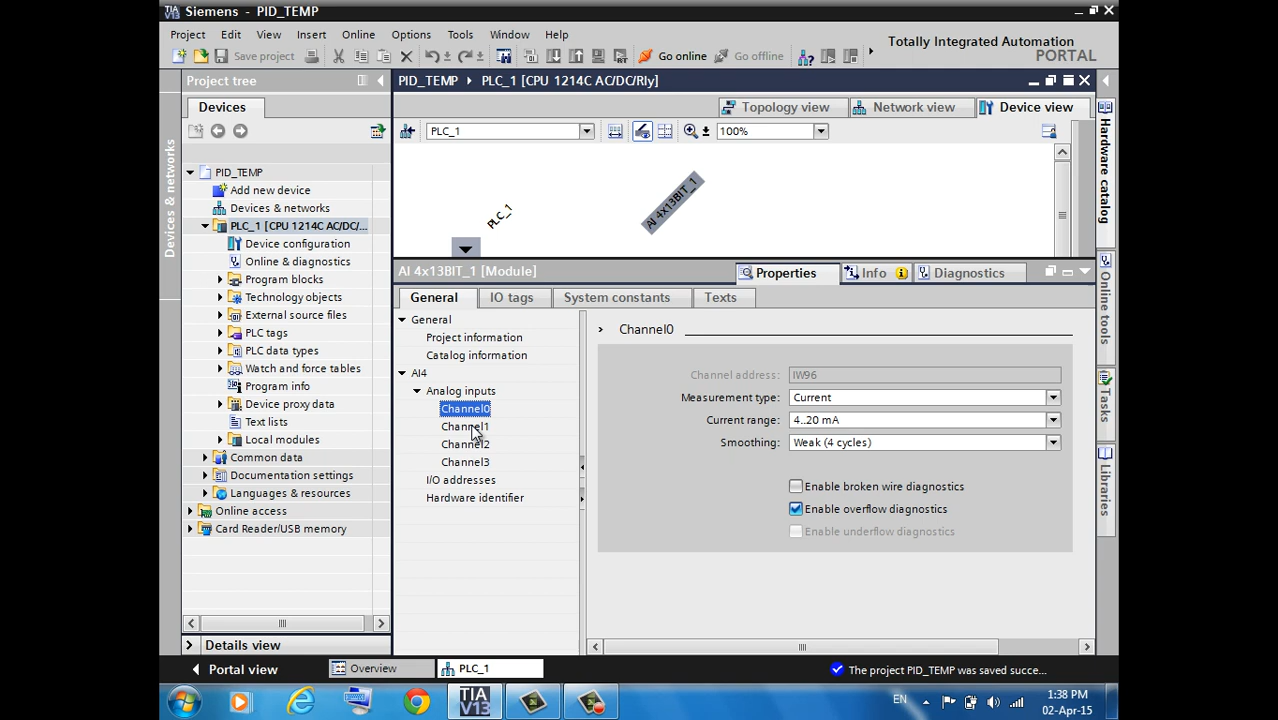 Siemens - PID_TEMP
Project Edit View Insert Online Options Tools Window Help
Totally Integrated Automation
PORTAL
Save project
Go online
Go offline
Project tree
PID_TEMP PLC_1 [CPU 1214C AC/DC/Rly]
Devices
Topology view
Network view
Device view
PLC_1
100%
Devices & networks
PID_TEMP
Add new device
Devices & networks
PLC_1 [CPU 1214C AC/DC/...
Device configuration
Online & diagnostics
Program blocks
Technology objects
External source files
PLC tags
PLC data types
Watch and force tables
Program info
Device proxy data
Text lists
Local modules
Common data
Documentation settings
Languages & resources
Online access
Card Reader/USB memory
Details view
PLC_1
AI 4x13BIT_1
AI 4x13BIT_1 [Module]
Properties
Info
Diagnostics
General
IO tags
System constants
Texts
General
Project information
Catalog information
AI4
Analog inputs
Channel0
Channel1
Channel2
Channel3
I/O addresses
Hardware identifier
Channel0
Channel address: IW96
Measurement type: Current
Current range: 4..20 mA
Smoothing: Weak (4 cycles)
Enable broken wire diagnostics
Enable overflow diagnostics
Enable underflow diagnostics
Hardware catalog
Online tools
Tasks
Libraries
Portal view
Overview
PLC_1
The project PID_TEMP was saved succe...
TIA
V13
EN
1:38 PM
02-Apr-15